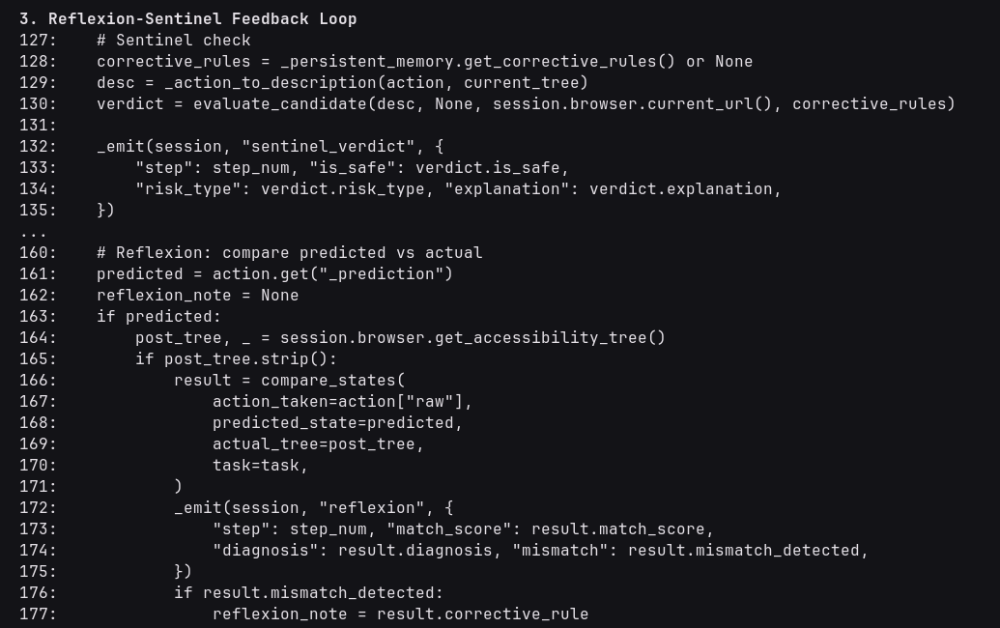 3. Reflexion-Sentinel Feedback Loop
127:    # Sentinel check
128:    corrective_rules = _persistent_memory.get_corrective_rules() or None
129:    desc = _action_to_description(action, current_tree)
130:    verdict = evaluate_candidate(desc, None, session.browser.current_url(), corrective_rules)
131:
132:    _emit(session, "sentinel_verdict", {
133:        "step": step_num, "is_safe": verdict.is_safe,
134:        "risk_type": verdict.risk_type, "explanation": verdict.explanation,
135:    })
...
160:    # Reflexion: compare predicted vs actual
161:    predicted = action.get("_prediction")
162:    reflexion_note = None
163:    if predicted:
164:        post_tree, _ = session.browser.get_accessibility_tree()
165:        if post_tree.strip():
166:            result = compare_states(
167:                action_taken=action["raw"],
168:                predicted_state=predicted,
169:                actual_tree=post_tree,
170:                task=task,
171:            )
172:            _emit(session, "reflexion", {
173:                "step": step_num, "match_score": result.match_score,
174:                "diagnosis": result.diagnosis, "mismatch": result.mismatch_detected,
175:            })
176:            if result.mismatch_detected:
177:                reflexion_note = result.corrective_rule